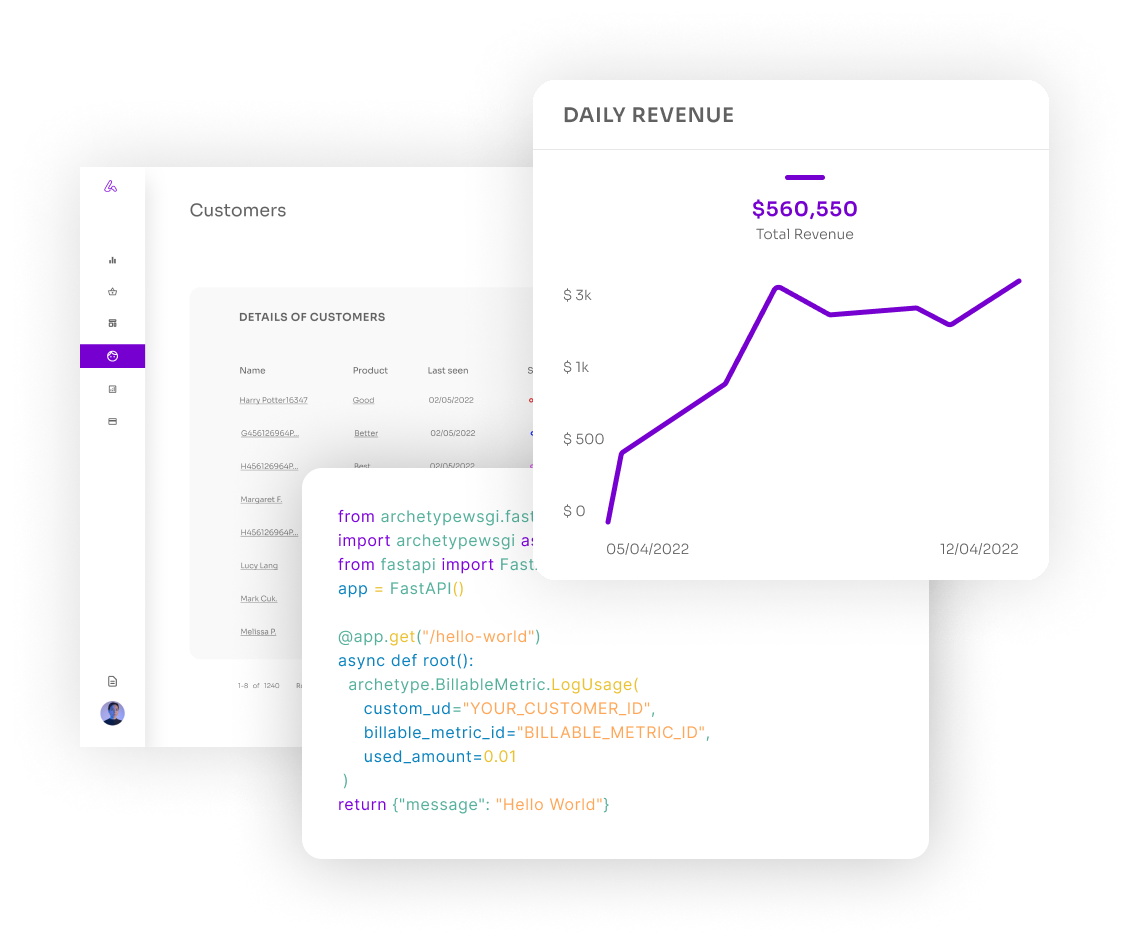 Customers
DETAILS OF CUSTOMERS
Name Product Last seen
Harry Potter16347 Good 02/05/2022
G456126964P... Better 02/05/2022
H456126964P... Best 02/05/2022
Margaret F.
H456126964P...
Lucy Lang
Mark Cuk.
Melissa P.
1-8 of 1240
DAILY REVENUE
$560,550
Total Revenue
$ 3k
$ 1k
$ 500
$ 0
05/04/2022 12/04/2022
from archetypewsgi.fast
import archetypewsgi as
from fastapi import Fast
app = FastAPI()
@app.get("/hello-world")
async def root():
archetype.BillableMetric.LogUsage(
custom_ud="YOUR_CUSTOMER_ID",
billable_metric_id="BILLABLE_METRIC_ID",
used_amount=0.01
)
return {"message": "Hello World"}